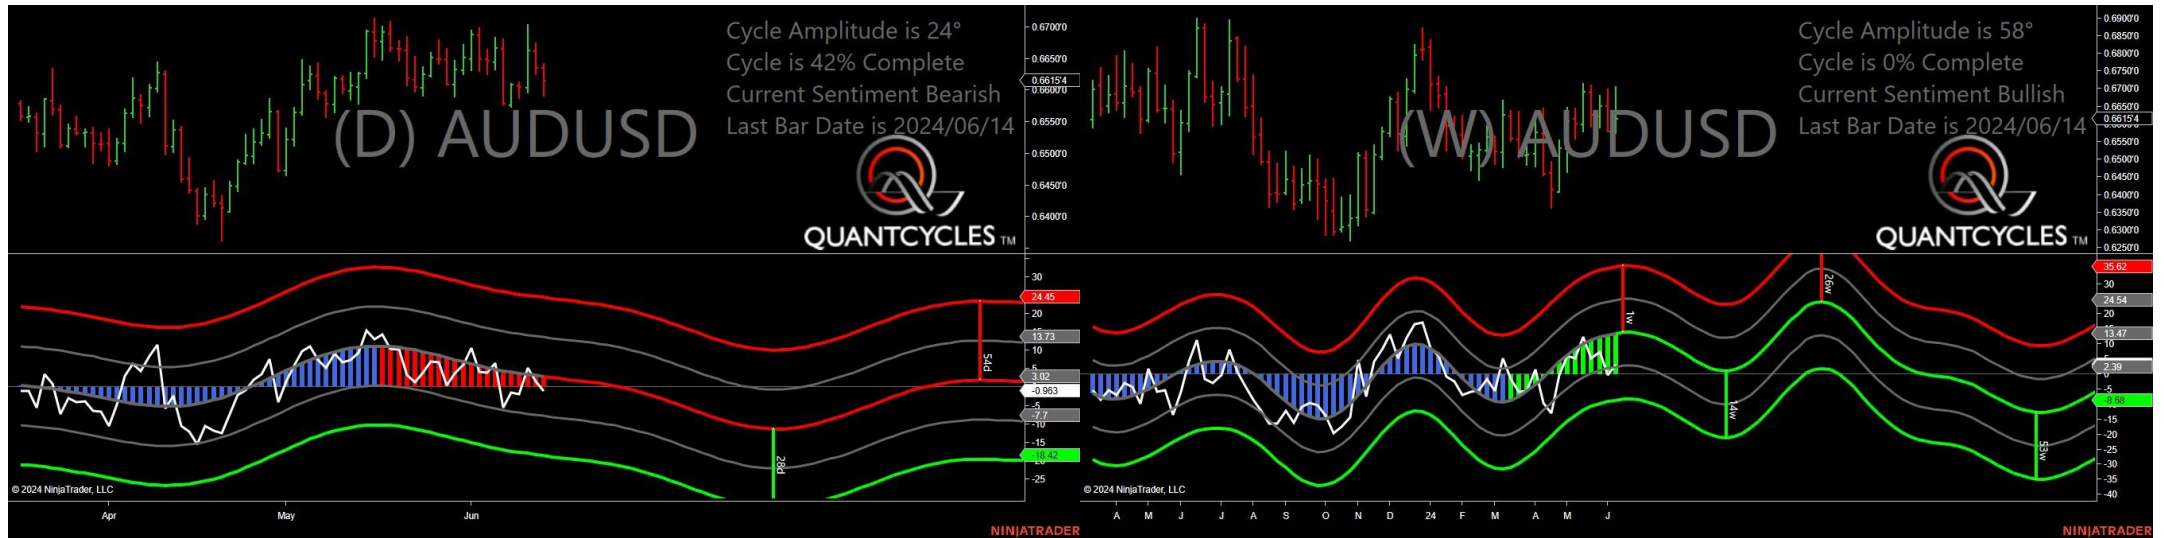 Cycle Amplitude is 24°
Cycle is 42% Complete
Current Sentiment Bearish
Last Bar Date is 2024/06/14
(D) AUDUSD
QUANTCYCLES TM
0.6700'0
0.6650'0
0.6615'4
0.6600'0
0.6550'0
0.6500'0
0.6450'0
0.6400'0
30
24.45
20
13.73
10
3.02
-0.963
-5
-7.7
-10
-15
-18.42
-25
54d
28d
© 2024 NinjaTrader, LLC
Apr
May
Jun
NINJATRADER
Cycle Amplitude is 58°
Cycle is 0% Complete
Current Sentiment Bullish
Last Bar Date is 2024/06/14
(W) AUDUSD
QUANTCYCLES TM
0.6900'0
0.6850'0
0.6800'0
0.6750'0
0.6700'0
0.6650'0
0.6615'4
0.6550'0
0.6500'0
0.6450'0
0.6400'0
0.6350'0
0.6300'0
0.6250'0
35.62
30
24.54
20
13.47
10
2.39
-5
-8.68
-15
-20
-25
-30
-35
-40
1w
26w
14w
53w
© 2024 NinjaTrader, LLC
A
M
J
J
A
S
O
N
D
24
F
M
A
M
J
NINJATRADER